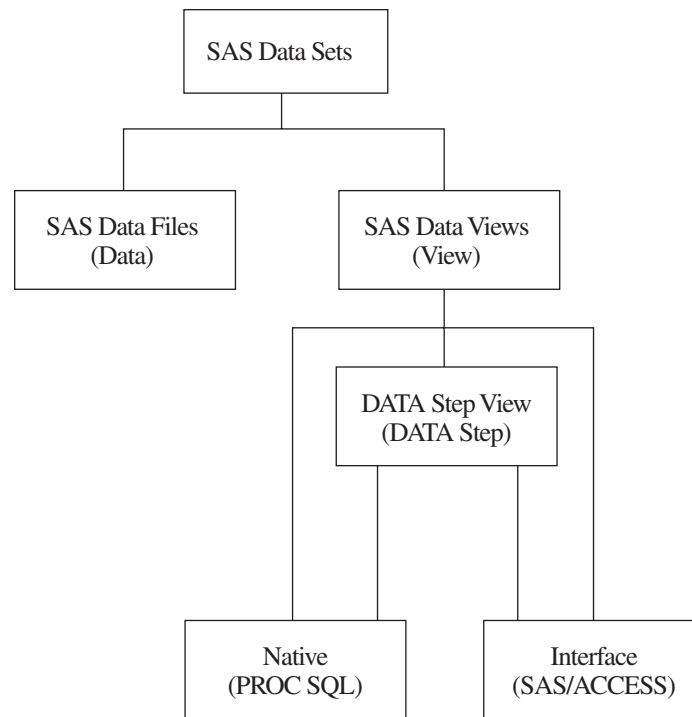 SAS Data Sets
SAS Data Files
(Data)
SAS Data Views
(View)
DATA Step View
(DATA Step)
Native
(PROC SQL)
Interface
(SAS/ACCESS)